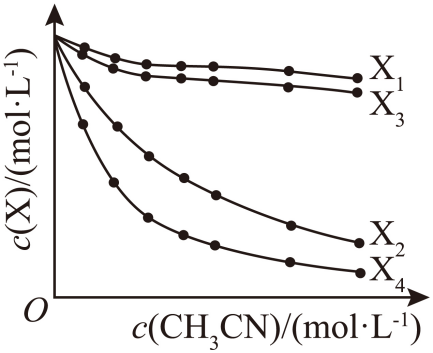 c(X)/(mol·L⁻¹)
X₁
X₃
X₂
X₄
O
c(CH₃CN)/(mol·L⁻¹)